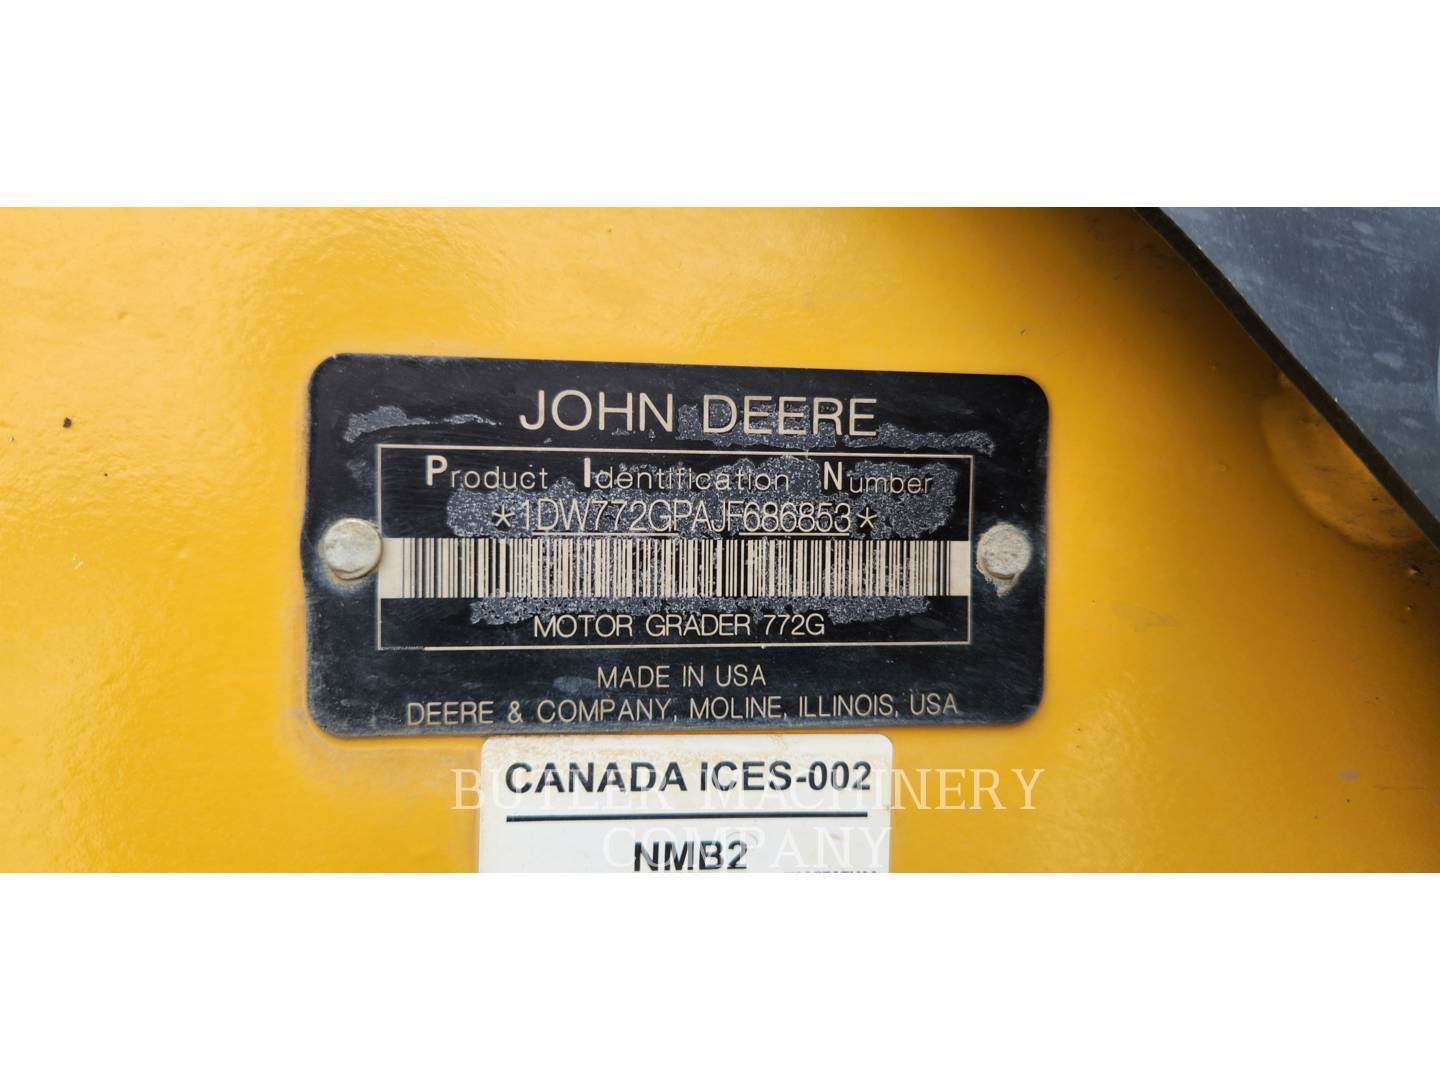 JOHN DEERE
Product Identification Number
*1DW772GPAJF686853*
MOTOR GRADER 772G
MADE IN USA
DEERE & COMPANY, MOLINE, ILLINOIS, USA
CANADA ICES-002
BUTLER MACHINERY
NMB2
COMPANY